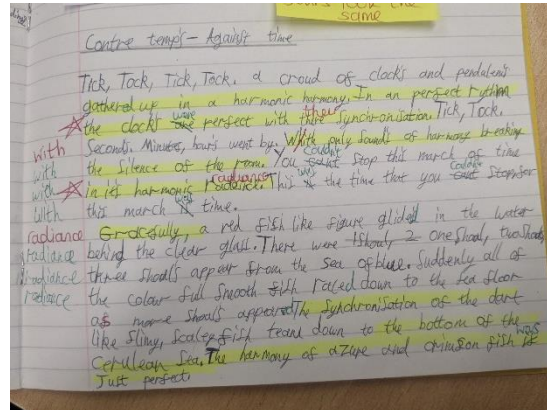 same
Contre temps - Against time
Tick, Tock, Tick, Tock. A croud of clocks and pendulems
gathered up in a harmonic harmony. In an perfect rythm
the clocks were perfect with their synchronisation. Tick, Tock.
Seconds. Minutes, hours went by. With only sounds of harmony breaking
the silence of the room. You couldn't stop this march of time
in its harmonic radiance. This was the time that you couldnt stop for
this march of time.
Gracefully, a red fish like figure glided in the water
behind the clear glass. There were one shoal, two shoals,
three shoals appear from the sea of blue. Suddenly all of
the colour full smooth fish raced down to the sea floor
as more shoals appeared. The synchronisation of the dart
like slimy, scaley fish teand down to the bottom of the
Cerulean Sea. The harmony of azure and crimson fish was
Just perfect.
with
with
with
with
radiance
radiance
radiance
radiance